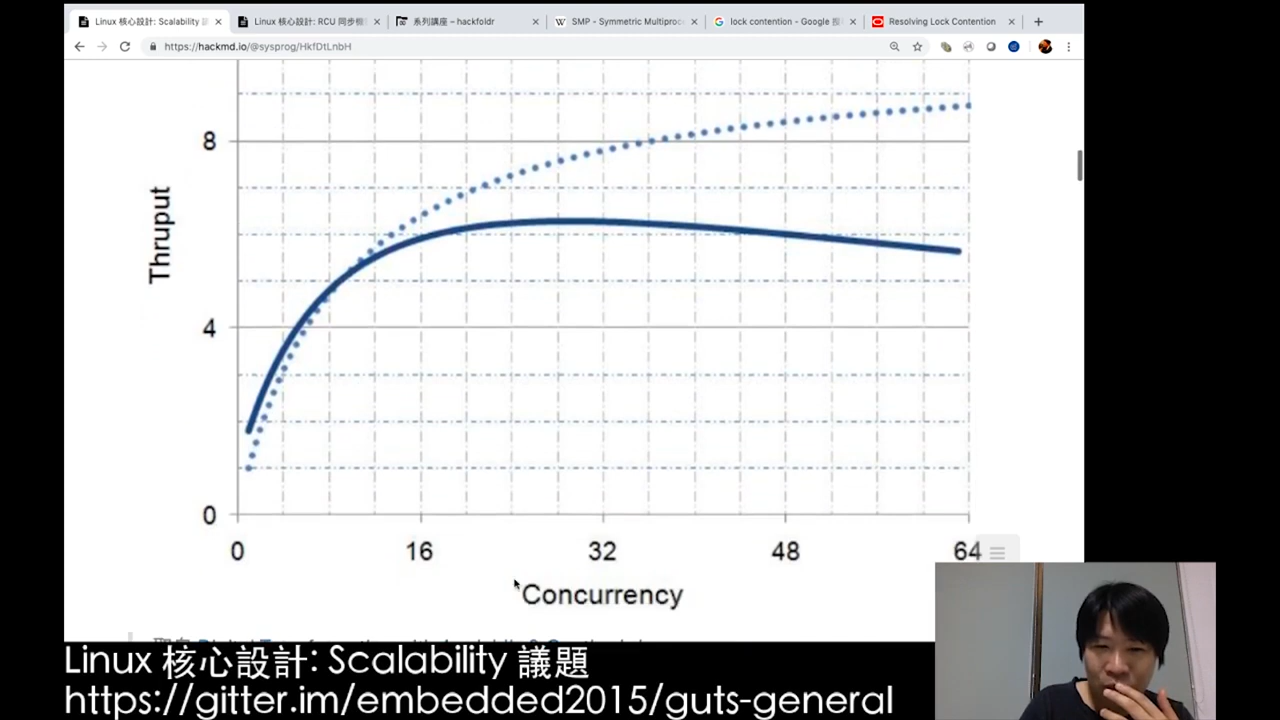 Linux 核心設計: Scalability 議
Linux 核心設計: RCU 同步機
系列講座 – hackfoldr
SMP - Symmetric Multiproc
lock contention - Google
Resolving Lock Contention
https://hackmd.io/@sysprog/HkfDtLnbH
8
4
0
Thruput
0 16 32 48 64
Concurrency
Linux 核心設計: Scalability 議題
https://gitter.im/embedded2015/guts-general